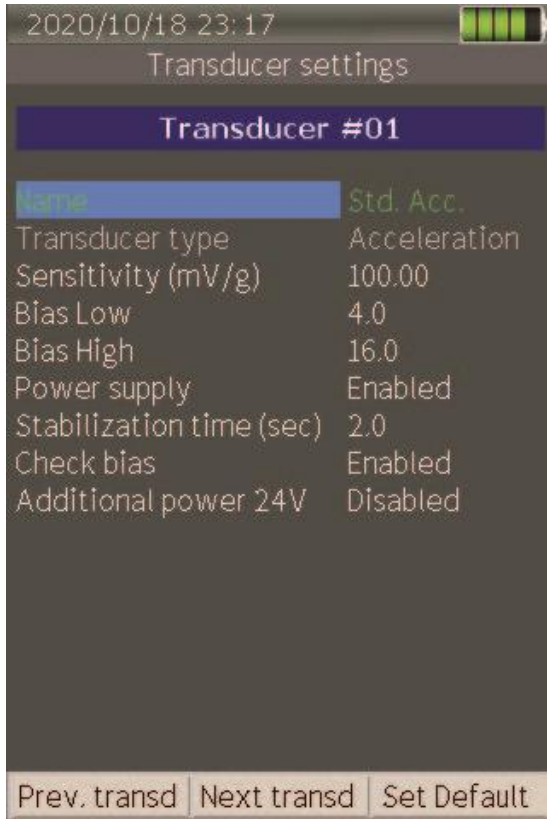 2020/10/18 23:17
Transducer settings
Transducer #01
Name Std. Acc.
Transducer type Acceleration
Sensitivity (mV/g) 100.00
Bias Low 4.0
Bias High 16.0
Power supply Enabled
Stabilization time (sec) 2.0
Check bias Enabled
Additional power 24V Disabled
Prev. transd Next transd Set Default